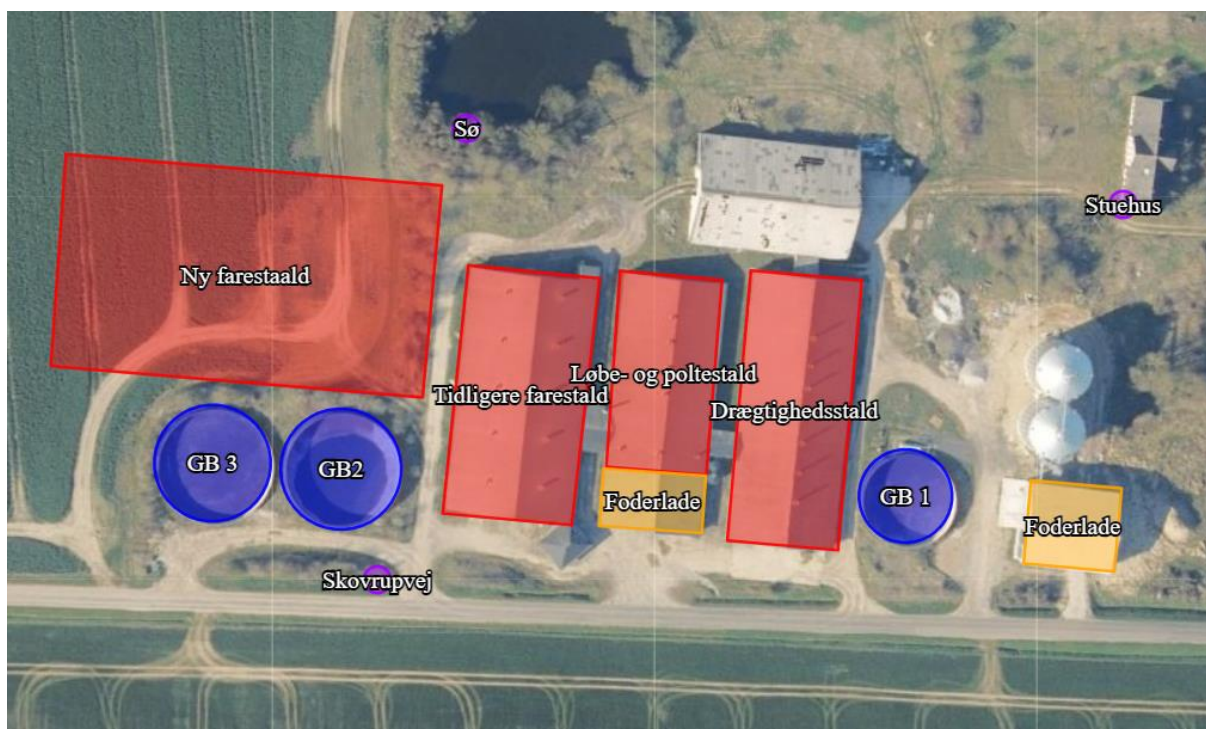 Sø
Stuehus
Ny farestaald
Løbe- og poltestald
Tidligere farestald
Drægtighedsstald
GB 3
GB2
GB 1
Foderlade
Foderlade
Skovrupvej